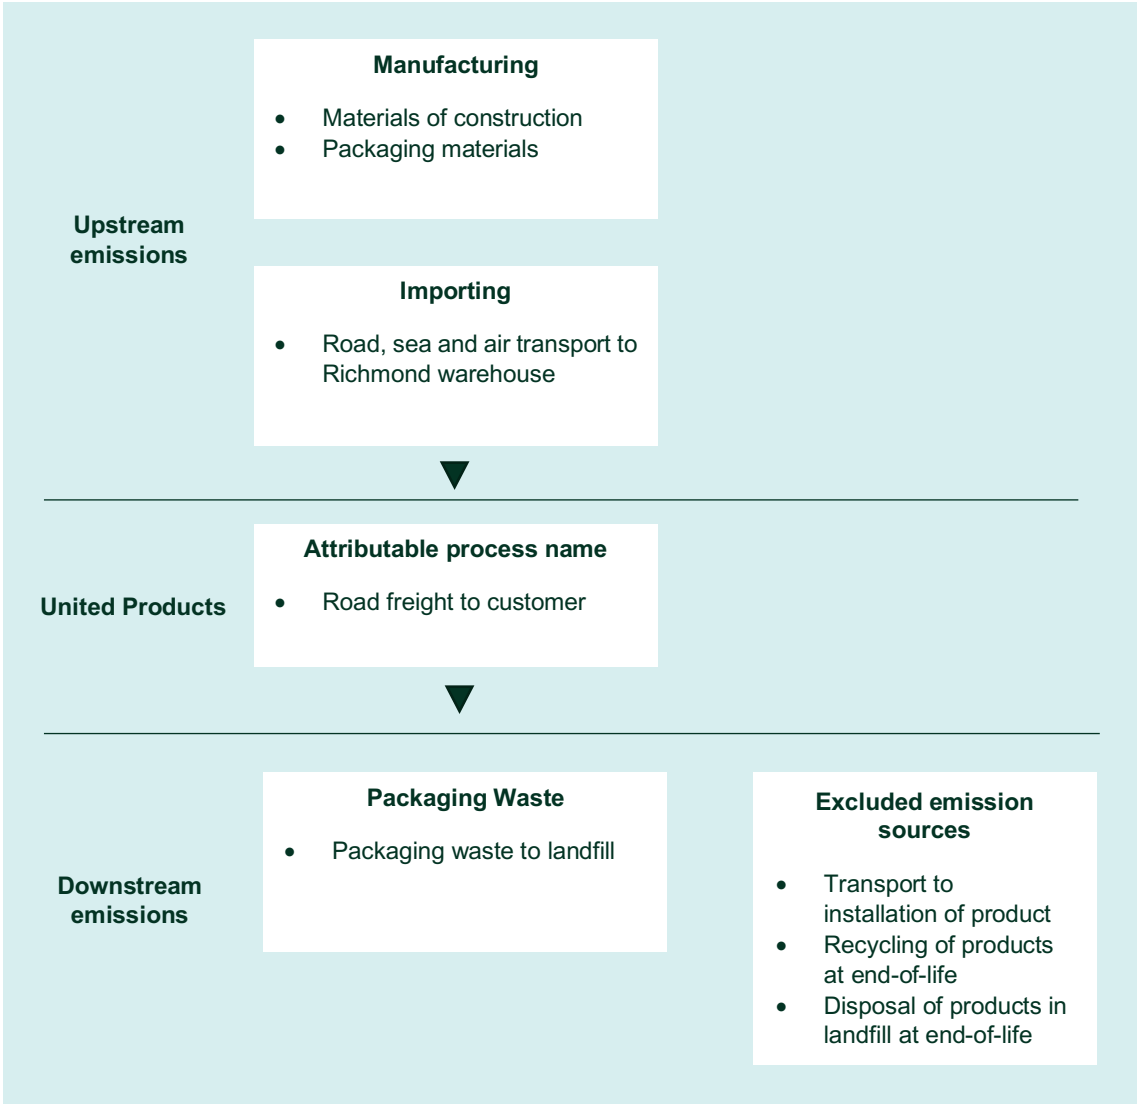 Manufacturing
• Materials of construction
• Packaging materials
Upstream
emissions
Importing
• Road, sea and air transport to
Richmond warehouse
Attributable process name
• Road freight to customer
United Products
Packaging Waste
• Packaging waste to landfill
Downstream
emissions
Excluded emission
sources
• Transport to
installation of product
• Recycling of products
at end-of-life
• Disposal of products in
landfill at end-of-life